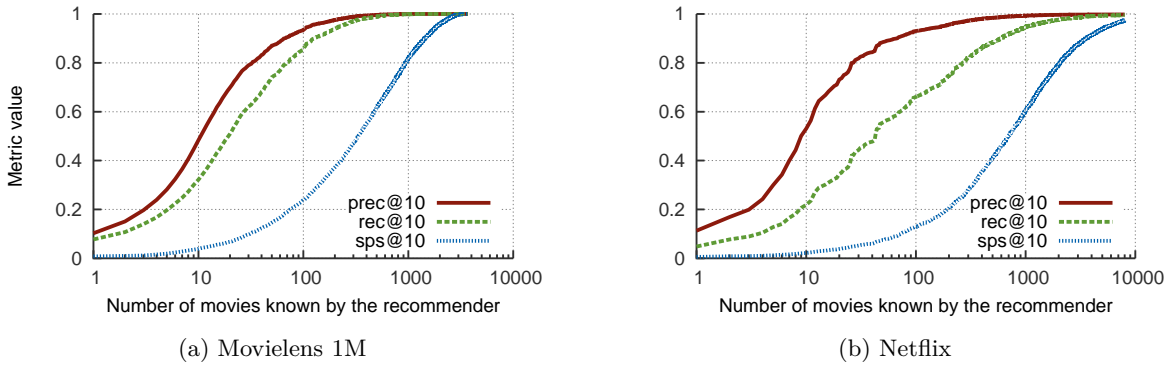 Metric value
1
0.8
0.6
0.4
0.2
0
prec@10
rec@10
sps@10
1 10 100 1000 10000
Number of movies known by the recommender
(a) Movielens 1M
1
0.8
0.6
0.4
0.2
0
prec@10
rec@10
sps@10
1 10 100 1000 10000
Number of movies known by the recommender
(b) Netflix